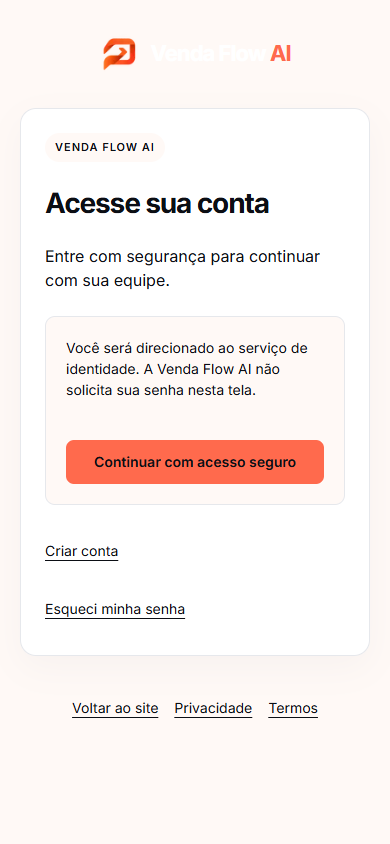 Venda Flow AI
VENDA FLOW AI
Acesse sua conta
Entre com segurança para continuar
com sua equipe.
Você será direcionado ao serviço de
identidade. A Venda Flow AI não
solicita sua senha nesta tela.
Continuar com acesso seguro
Criar conta
Esqueci minha senha
Voltar ao site Privacidade Termos